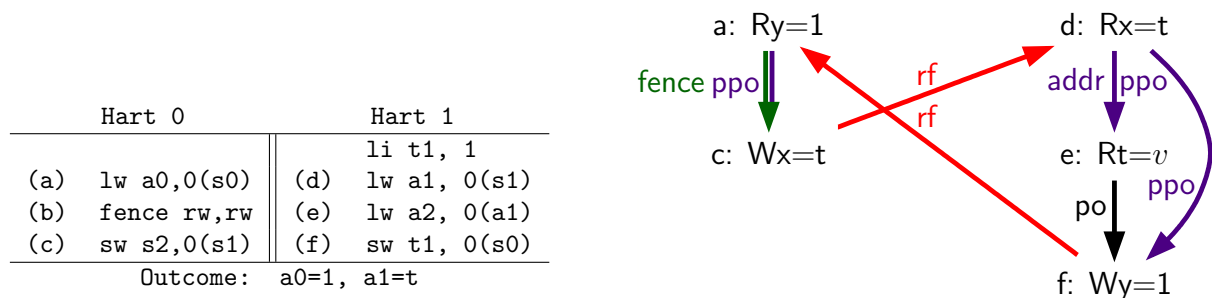 Hart 0 Hart 1
li t1, 1
(a) lw a0,0(s0) (d) lw a1, 0(s1)
(b) fence rw,rw (e) lw a2, 0(a1)
(c) sw s2,0(s1) (f) sw t1, 0(s0)
Outcome: a0=1, a1=t
a: Ry=1 d: Rx=t
fence ppo rf addr ppo
rf
c: Wx=t e: Rt=v
po ppo
f: Wy=1